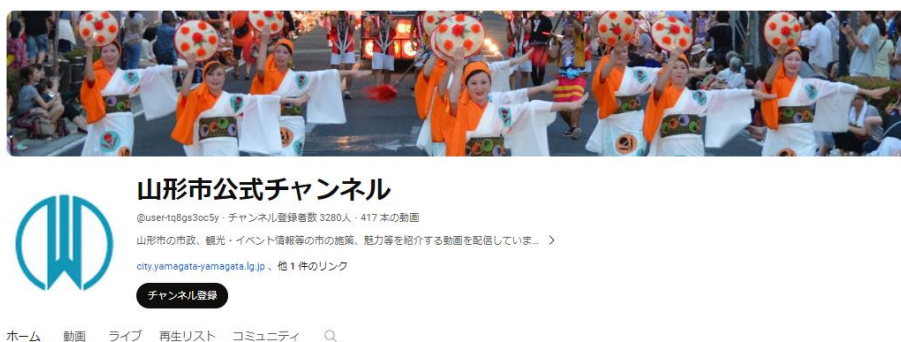 山形市公式チャンネル
@user-tq8gs3oc5y · チャンネル登録者数 3280人 · 417 本の動画
山形市の市政、観光・イベント情報等の市の施策、魅力等を紹介する動画を配信していま...
city.yamagata-yamagata.lg.jp 、他 1 件のリンク
チャンネル登録
ホーム 動画 ライブ 再生リスト コミュニティ